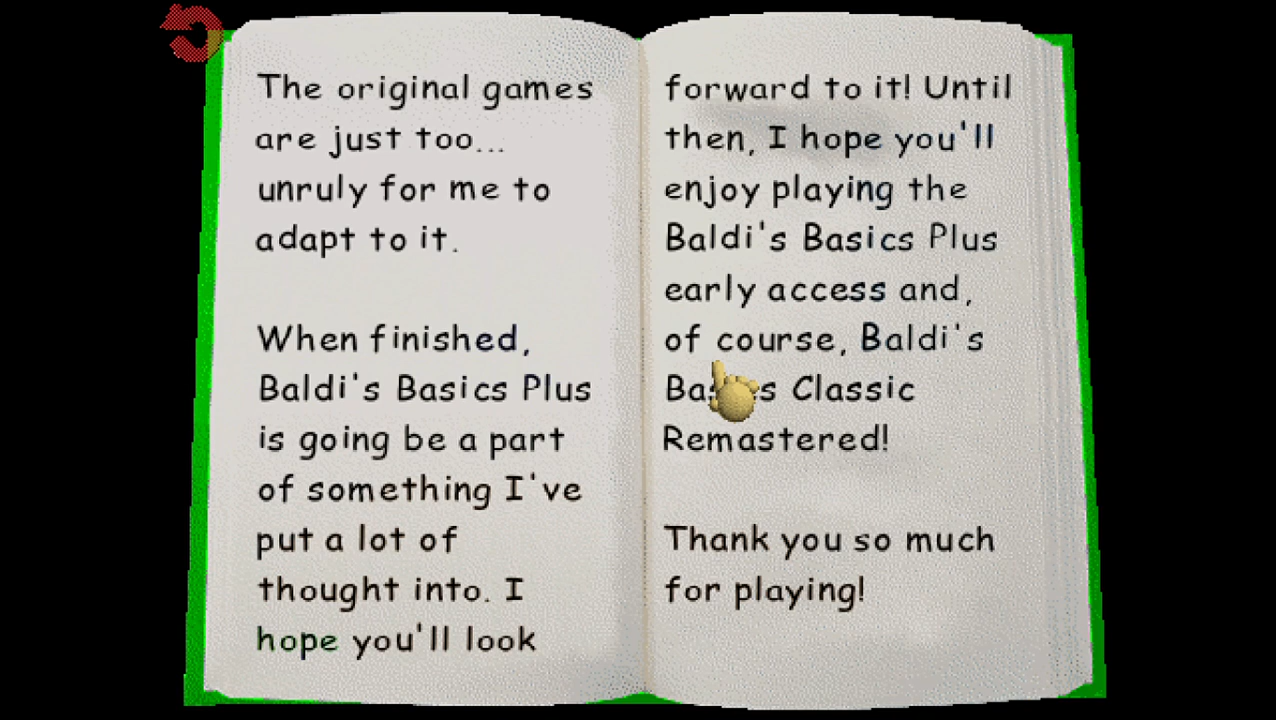 The original games
are just too...
unruly for me to
adapt to it.
When finished,
Baldi's Basics Plus
is going be a part
of something I've
put a lot of
thought into. I
hope you'll look
forward to it! Until
then, I hope you'll
enjoy playing the
Baldi's Basics Plus
early access and,
of course, Baldi's
Basics Classic
Remastered!
Thank you so much
for playing!